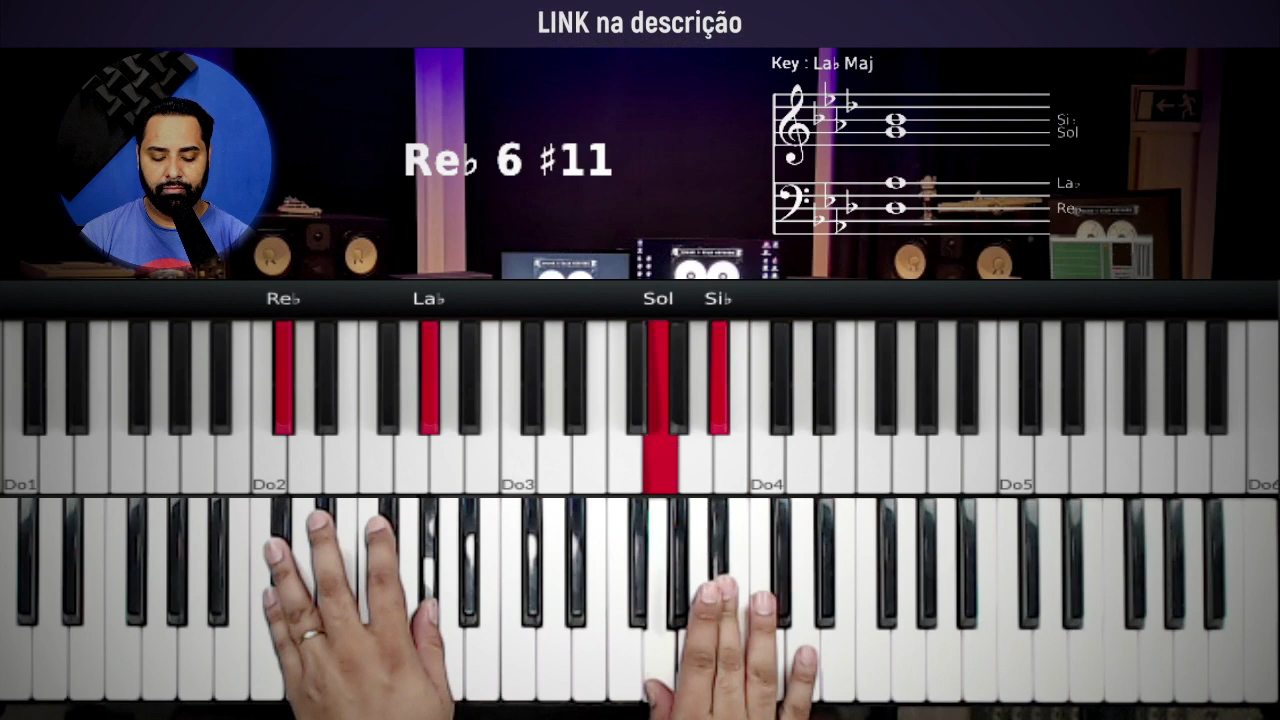 LINK na descrição
Key : La♭ Maj
Re♭ 6 ♯11
Si♭
Sol
La♭
Re♭
Re♭ La♭ Sol Si♭
Do1 Do2 Do3 Do4 Do5 Do6